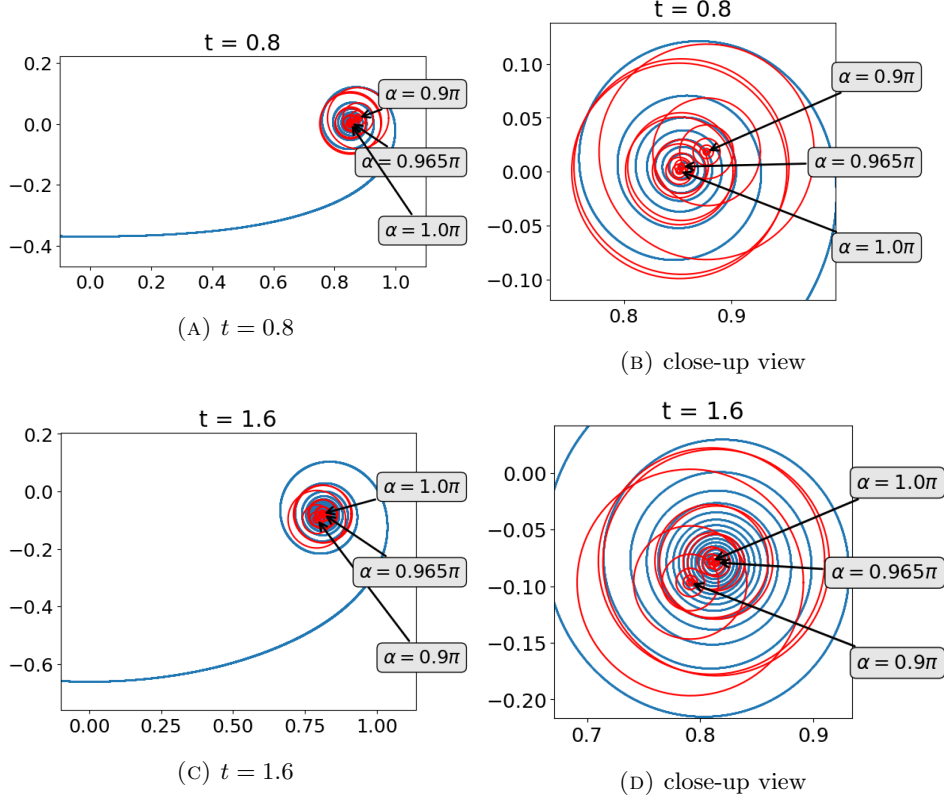 t = 0.8
0.2
0.0
−0.2
−0.4
α = 0.9π
α = 0.965π
α = 1.0π
0.0 0.2 0.4 0.6 0.8 1.0
(A) t = 0.8
t = 0.8
0.10
0.05
0.00
−0.05
−0.10
α = 0.9π
α = 0.965π
α = 1.0π
0.8 0.9
(B) close-up view
t = 1.6
0.2
0.0
−0.2
−0.4
−0.6
α = 1.0π
α = 0.965π
α = 0.9π
0.00 0.25 0.50 0.75 1.00
(C) t = 1.6
t = 1.6
0.00
−0.05
−0.10
−0.15
−0.20
α = 1.0π
α = 0.965π
α = 0.9π
0.7 0.8 0.9
(D) close-up view